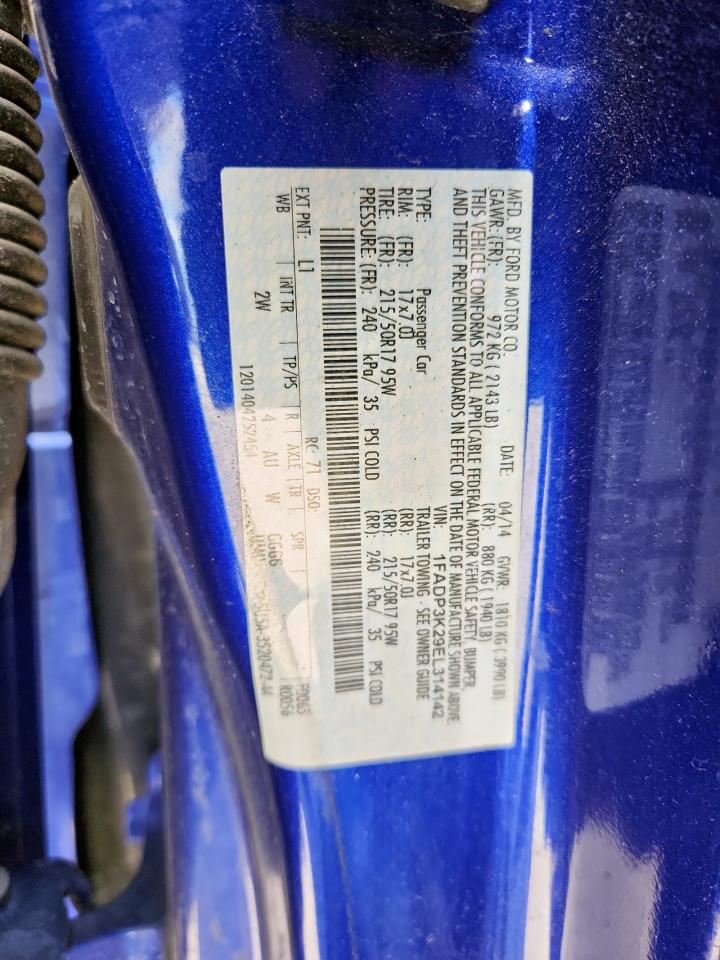 MFD. BY FORD MOTOR CO.
DATE: 04/14 GVWR: 1810 KG ( 3990 LB)
GAWR: (FR): 972 KG ( 2143 LB) (RR): 880 KG ( 1940 LB)
THIS VEHICLE CONFORMS TO ALL APPLICABLE FEDERAL MOTOR VEHICLE SAFETY, BUMPER,
AND THEFT PREVENTION STANDARDS IN EFFECT ON THE DATE OF MANUFACTURE SHOWN ABOVE.
VIN: 1FADP3K29EL314142
TYPE: Passenger Car TRAILER TOWING - SEE OWNER GUIDE
RIM: (FR): 17x7.0J (RR): 17x7.0J
TIRE: (FR): 215/50R17 95W (RR): 215/50R17 95W
PRESSURE: (FR): 240 kPa/ 35 PSI COLD (RR): 240 kPa/ 35 PSI COLD
RC: 71 DSO:
EXT PNT: L1
WB INT TR TP/PS R AXLE TR SPR
2W 4 AU W GGG6
F0065
R0056
120140425245
3520472